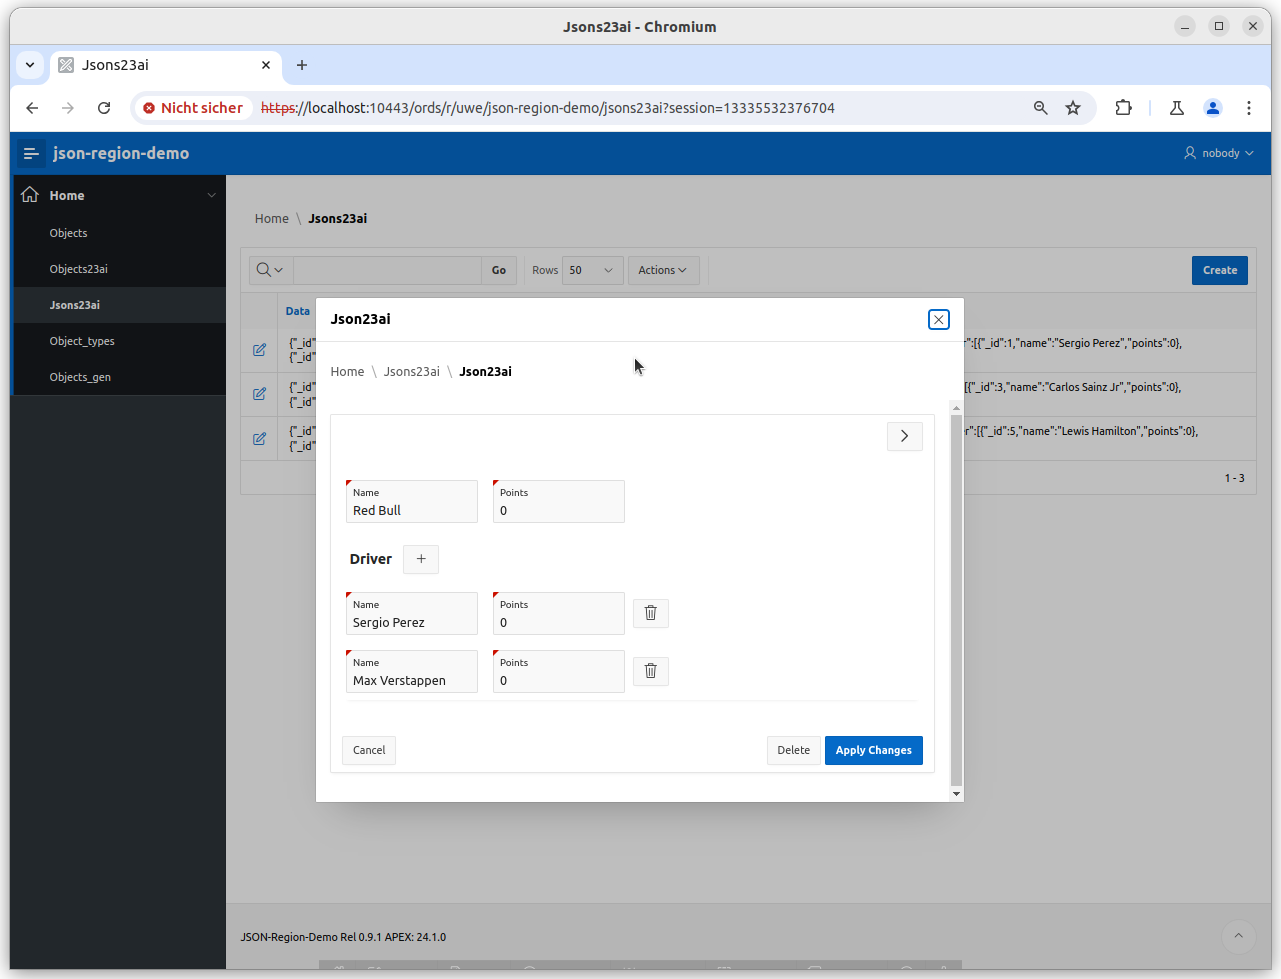 Jsons23ai - Chromium
Jsons23ai
Nicht sicher https://localhost:10443/ords/r/uwe/json-region-demo/jsons23ai?session=13335532376704
json-region-demo
nobody
Home
Objects
Objects23ai
Jsons23ai
Object_types
Objects_gen
Home \ Jsons23ai
Go
Rows
50
Actions
Create
Data
{"_id"
{"_id"
r":[{"_id":1,"name":"Sergio Perez","points":0},
{"_id"
{"_id"
[{"_id":3,"name":"Carlos Sainz Jr","points":0},
{"_id"
{"_id"
r":[{"_id":5,"name":"Lewis Hamilton","points":0},
1 - 3
Json23ai
Home \ Jsons23ai \ Json23ai
Name
Red Bull
Points
0
Driver
Name
Sergio Perez
Points
0
Name
Max Verstappen
Points
0
Cancel
Delete
Apply Changes
JSON-Region-Demo Rel 0.9.1 APEX: 24.1.0